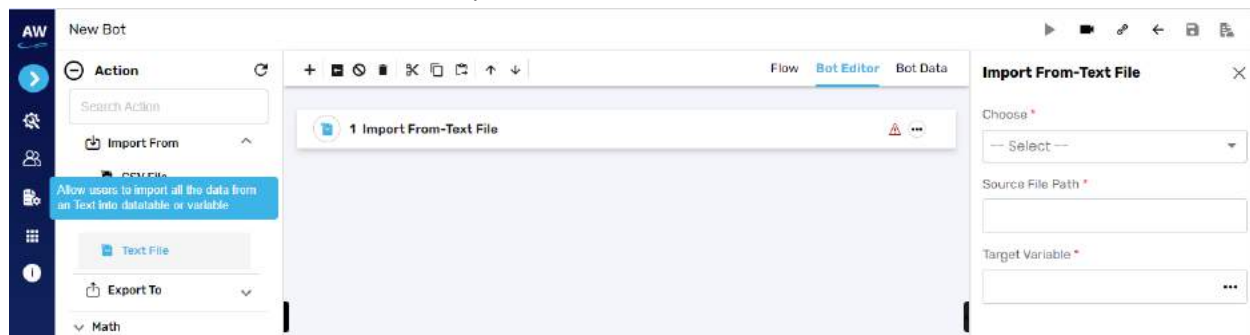 AW
New Bot
Action
Search Action
Import From
CSV File
Allow users to import all the data from
an Text into datatable or variable
Text File
Export To
Math
Flow Bot Editor Bot Data
1 Import From-Text File
Import From-Text File
Choose *
-- Select --
Source File Path *
Target Variable *